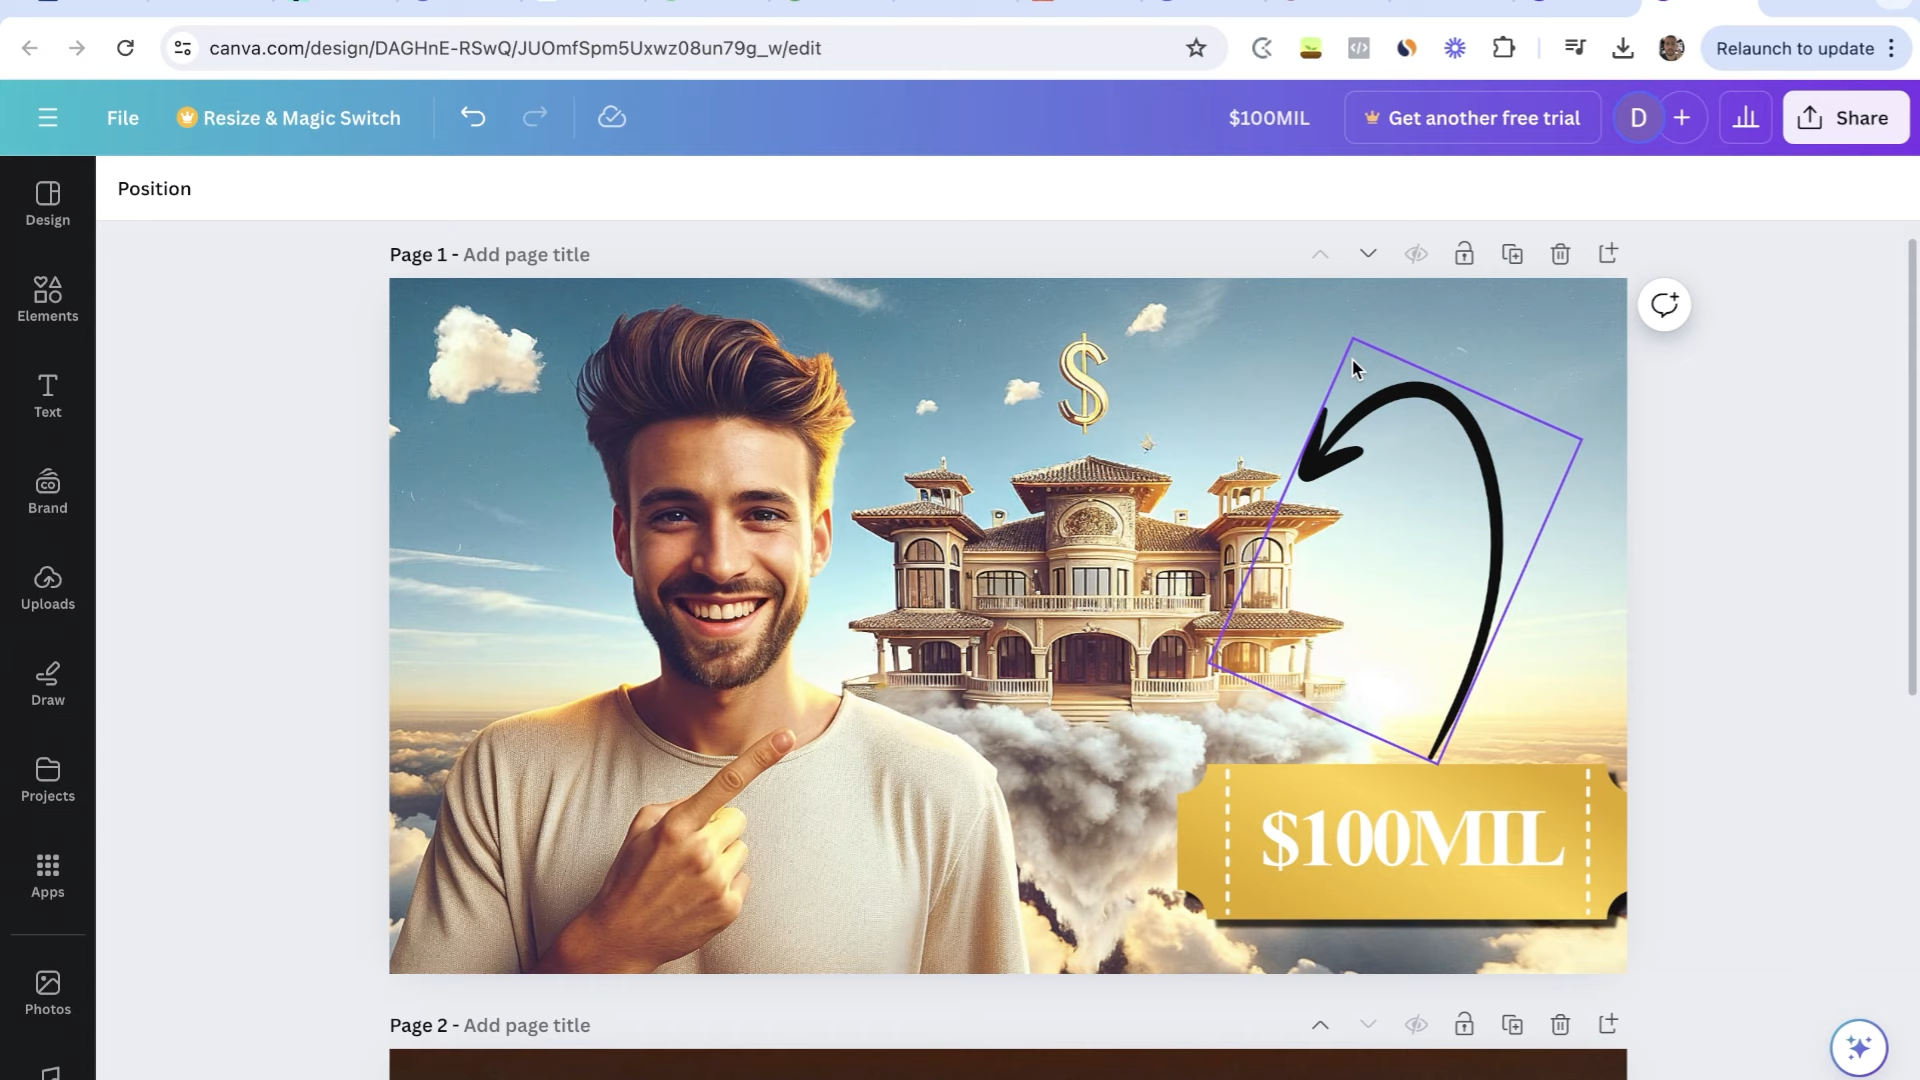 canva.com/design/DAGHnE-RSwQ/JUOmfSpm5Uxwz08un79g_w/edit
Relaunch to update
File
Resize & Magic Switch
$100MIL
Get another free trial
D
Share
Position
Design
Elements
Text
Brand
Uploads
Draw
Projects
Apps
Photos
Page 1 - Add page title
$
$100MIL
Page 2 - Add page title